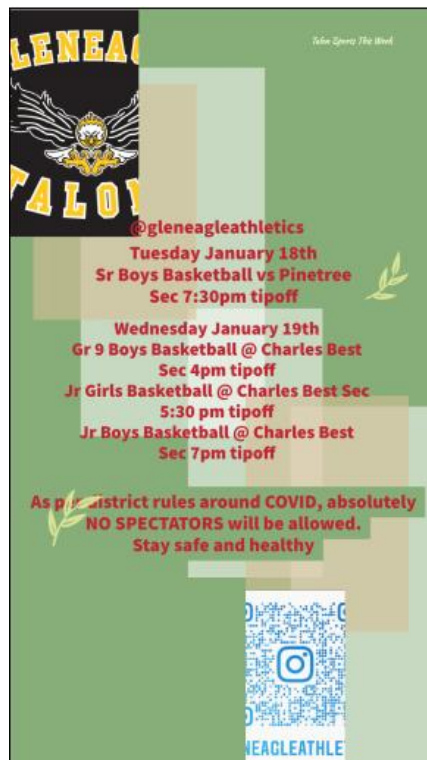 GLENEAG
TALON
Talon Sports This Week
@gleneagleathletics
Tuesday January 18th
Sr Boys Basketball vs Pinetree
Sec 7:30pm tipoff
Wednesday January 19th
Gr 9 Boys Basketball @ Charles Best
Sec 4pm tipoff
Jr Girls Basketball @ Charles Best Sec
5:30 pm tipoff
Jr Boys Basketball @ Charles Best
Sec 7pm tipoff
As per district rules around COVID, absolutely
NO SPECTATORS will be allowed.
Stay safe and healthy
NEAGLEATHLE